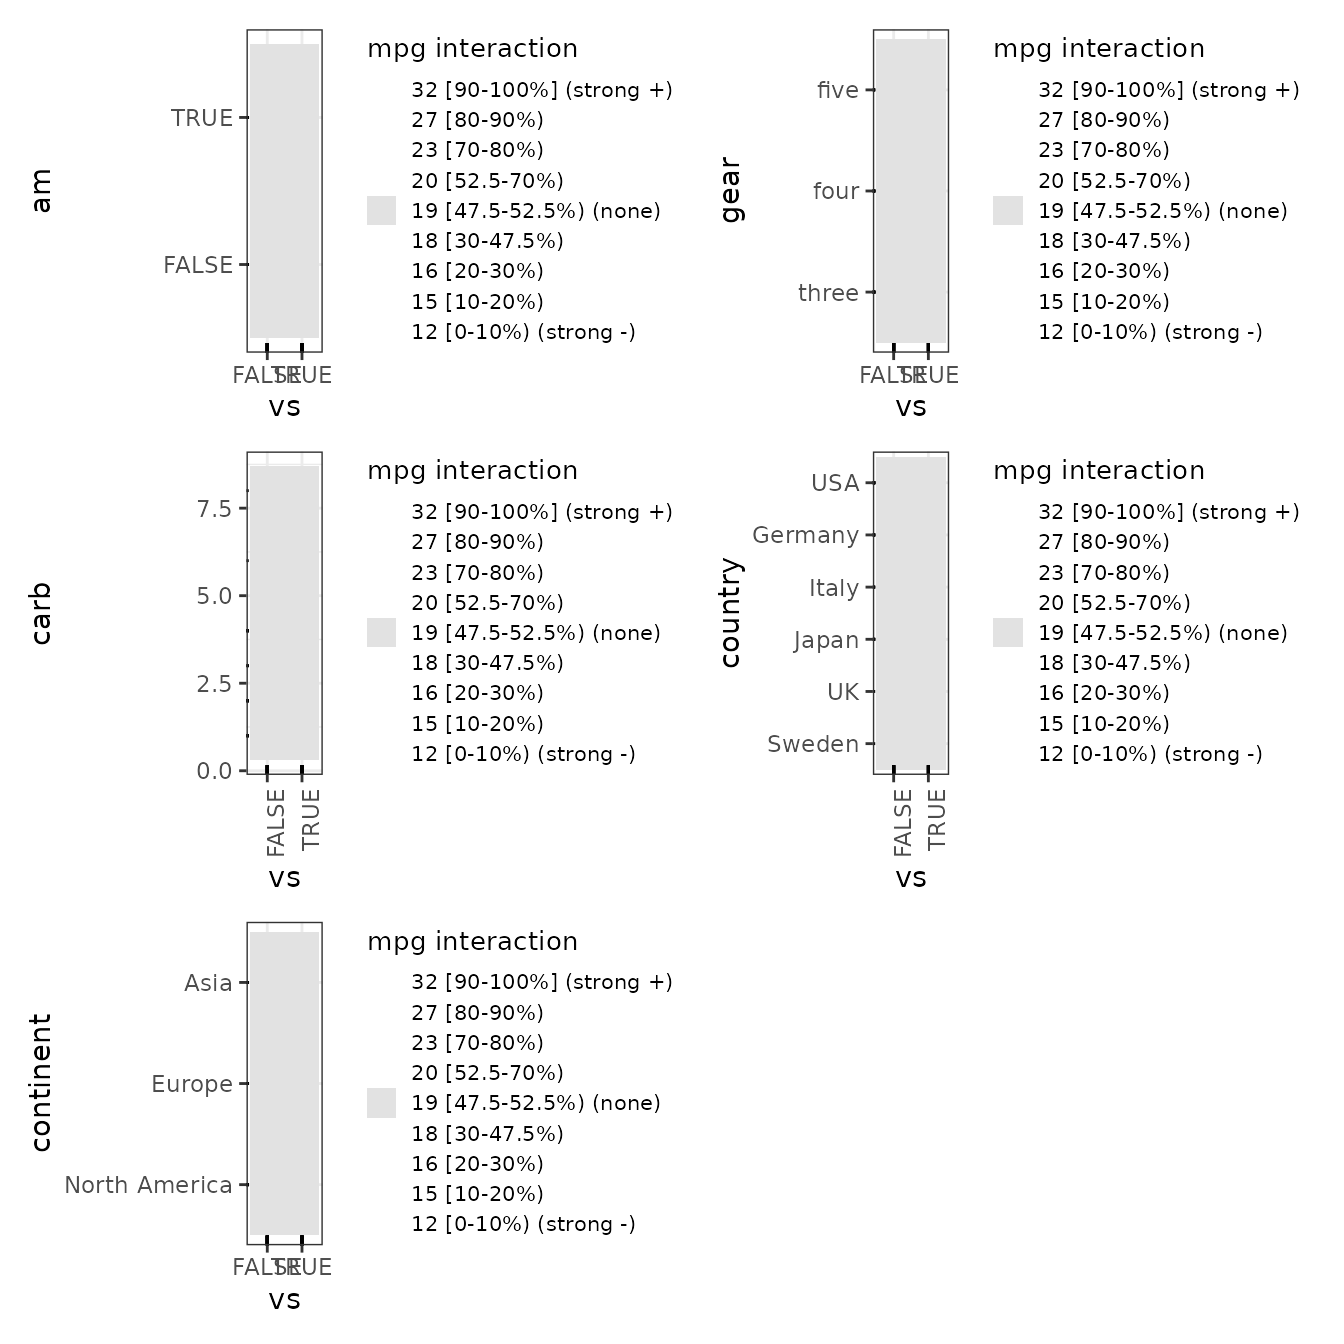 mpg interaction
32 [90-100%] (strong +)
27 [80-90%)
23 [70-80%)
20 [52.5-70%)
19 [47.5-52.5%) (none)
18 [30-47.5%)
16 [20-30%)
15 [10-20%)
12 [0-10%) (strong -)
TRUE
FALSE
am
FALSE
TRUE
vs
mpg interaction
32 [90-100%] (strong +)
27 [80-90%)
23 [70-80%)
20 [52.5-70%)
19 [47.5-52.5%) (none)
18 [30-47.5%)
16 [20-30%)
15 [10-20%)
12 [0-10%) (strong -)
five
four
three
gear
FALSE
TRUE
vs
mpg interaction
32 [90-100%] (strong +)
27 [80-90%)
23 [70-80%)
20 [52.5-70%)
19 [47.5-52.5%) (none)
18 [30-47.5%)
16 [20-30%)
15 [10-20%)
12 [0-10%) (strong -)
7.5
5.0
2.5
0.0
carb
FALSE
TRUE
vs
mpg interaction
32 [90-100%] (strong +)
27 [80-90%)
23 [70-80%)
20 [52.5-70%)
19 [47.5-52.5%) (none)
18 [30-47.5%)
16 [20-30%)
15 [10-20%)
12 [0-10%) (strong -)
USA
Germany
Italy
Japan
UK
Sweden
country
FALSE
TRUE
vs
mpg interaction
32 [90-100%] (strong +)
27 [80-90%)
23 [70-80%)
20 [52.5-70%)
19 [47.5-52.5%) (none)
18 [30-47.5%)
16 [20-30%)
15 [10-20%)
12 [0-10%) (strong -)
Asia
Europe
North America
continent
FALSE
TRUE
vs